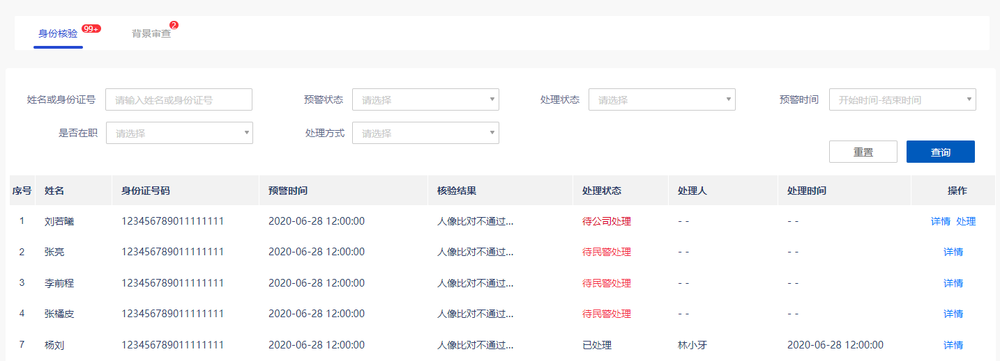 身份核验 99+ 背景审查 2
姓名或身份证号 请输入姓名或身份证号 预警状态 请选择 处理状态 请选择 预警时间 开始时间-结束时间
是否在职 请选择 处理方式 请选择
重置 查询
序号 姓名 身份证号码 预警时间 核验结果 处理状态 处理人 处理时间 操作
1 刘若曦 123456789011111111 2020-06-28 12:00:00 人像比对不通过... 待公司处理 - - - - 详情 处理
2 张亮 123456789011111111 2020-06-28 12:00:00 人像比对不通过... 待民警处理 - - - - 详情
3 李前程 123456789011111111 2020-06-28 12:00:00 人像比对不通过... 待民警处理 - - - - 详情
4 张橘皮 123456789011111111 2020-06-28 12:00:00 人像比对不通过... 待民警处理 - - - - 详情
7 杨刘 123456789011111111 2020-06-28 12:00:00 人像比对不通过... 已处理 林小牙 2020-06-28 12:00:00 详情